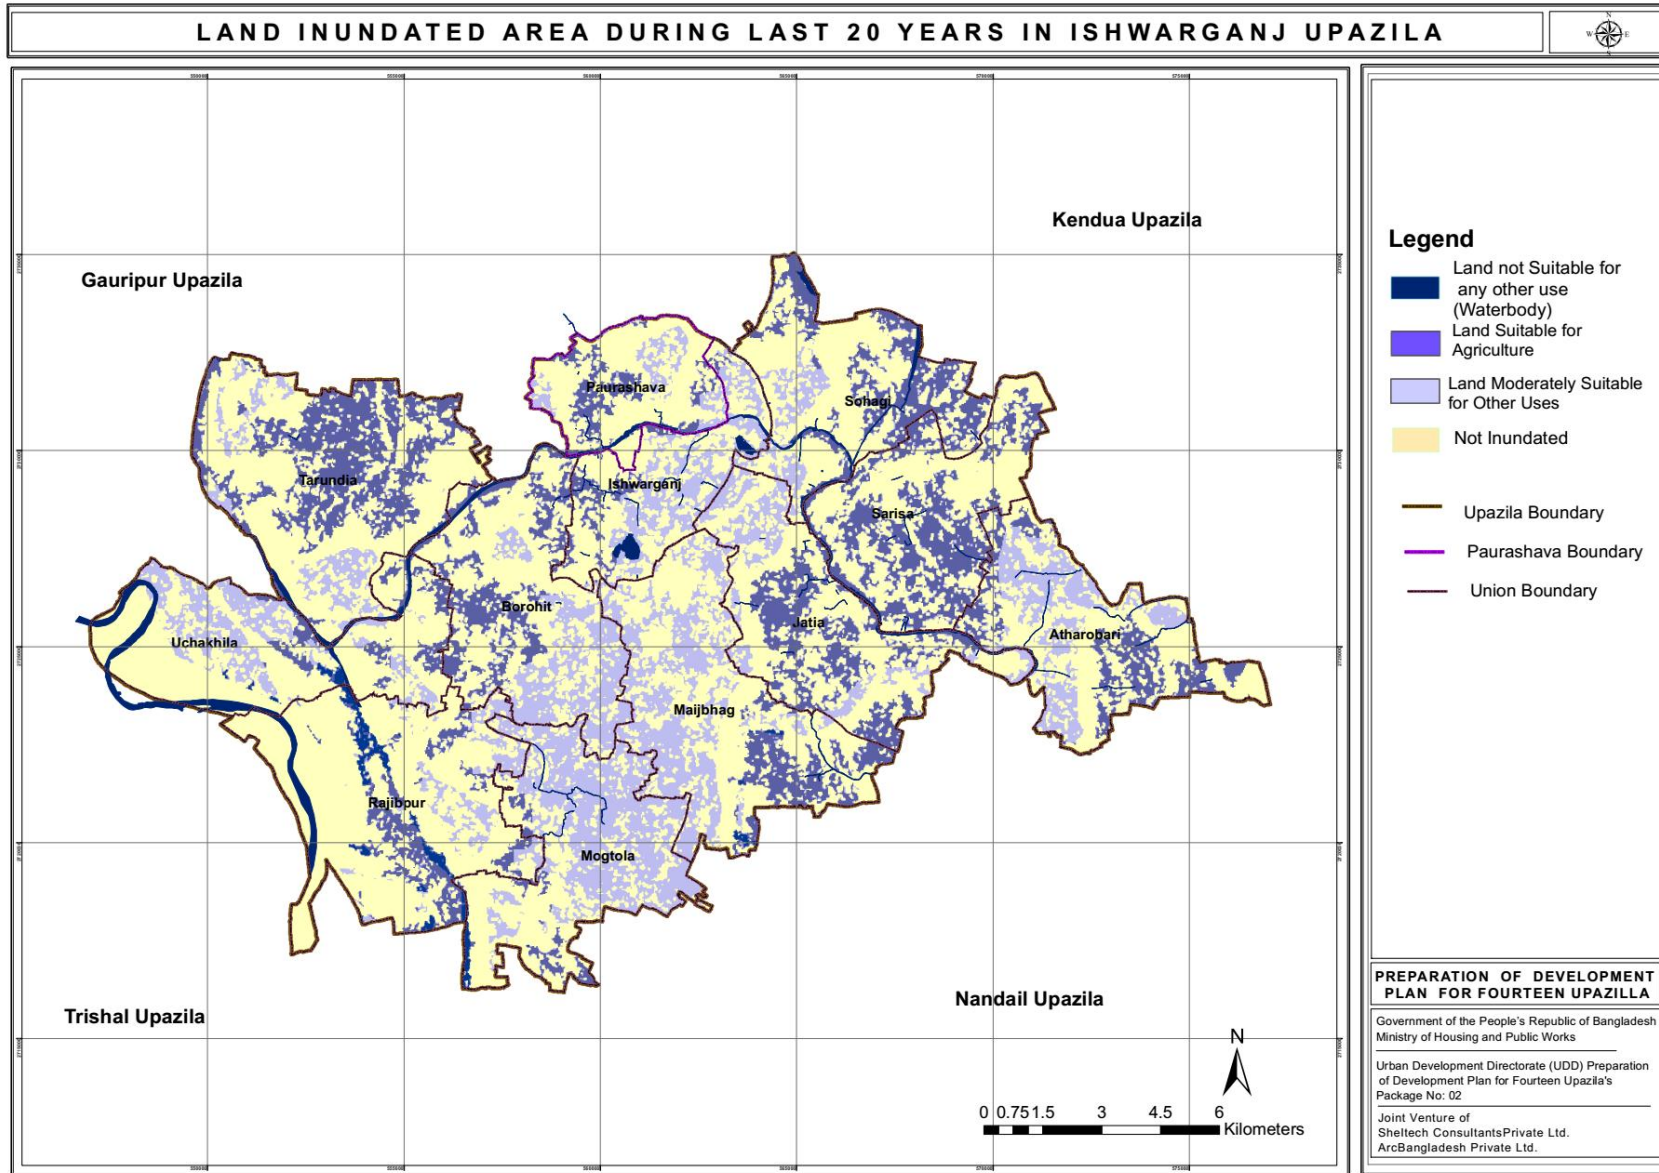 LAND INUNDATED AREA DURING LAST 20 YEARS IN ISHWARGANJ UPAZILA
N
W
E
S
Kendua Upazila
Gauripur Upazila
Paurashava
Sohagi
Tarundia
Ishwarganj
Sarisa
Borohit
Jatia
Uchakhila
Atharobari
Maijbhag
Rajibpur
Mogtola
Nandail Upazila
Trishal Upazila
N
0 0.75 1.5 3 4.5 6
Kilometers
Legend
Land not Suitable for
any other use
(Waterbody)
Land Suitable for
Agriculture
Land Moderately Suitable
for Other Uses
Not Inundated
Upazila Boundary
Paurashava Boundary
Union Boundary
PREPARATION OF DEVELOPMENT
PLAN FOR FOURTEEN UPAZILLA
Government of the People's Republic of Bangladesh
Ministry of Housing and Public Works
Urban Development Directorate (UDD) Preparation
of Development Plan for Fourteen Upazila's
Package No: 02
Joint Venture of
Sheltech ConsultantsPrivate Ltd.
ArcBangladesh Private Ltd.